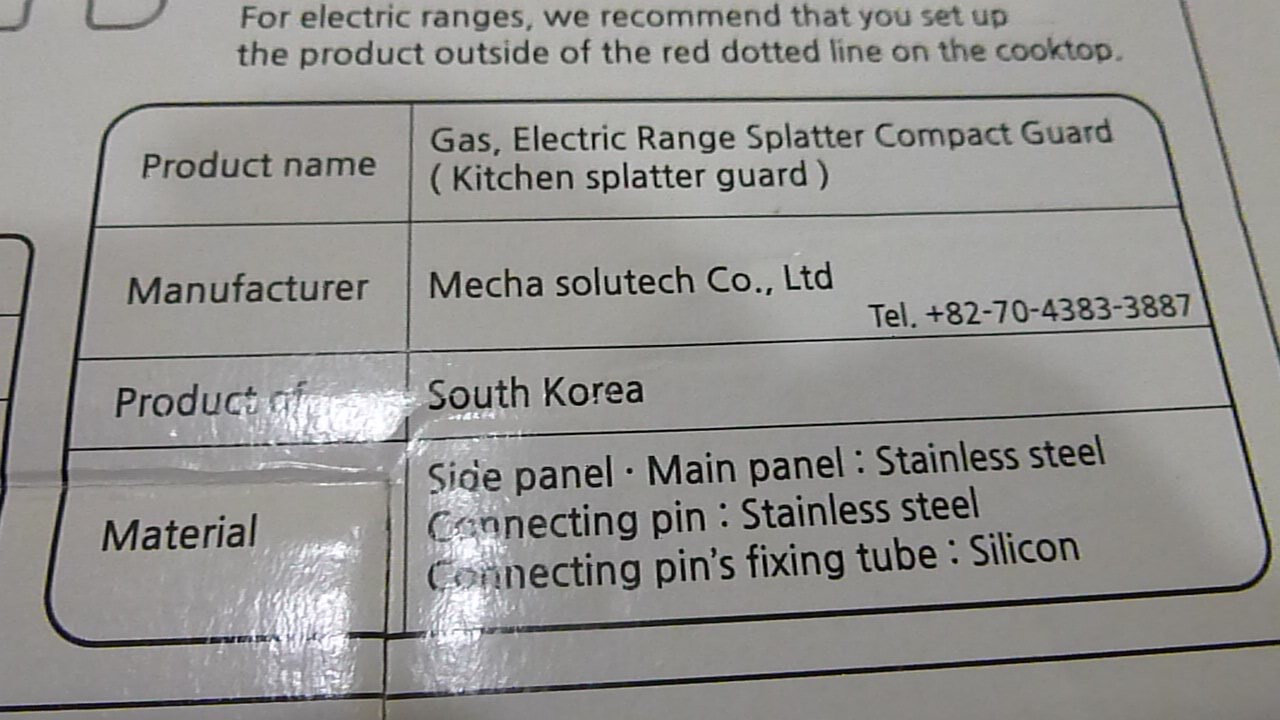 For electric ranges, we recommend that you set up
the product outside of the red dotted line on the cooktop.
Product name
Gas, Electric Range Splatter Compact Guard
( Kitchen splatter guard )
Manufacturer
Mecha solutech Co., Ltd
Tel. +82-70-4383-3887
Product of
South Korea
Material
Side panel · Main panel : Stainless steel
Connecting pin : Stainless steel
Connecting pin's fixing tube : Silicon